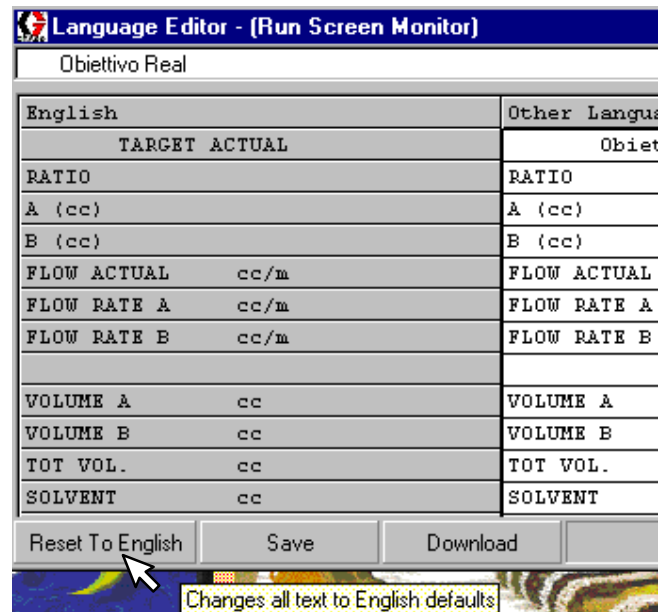 Language Editor - (Run Screen Monitor)
Obiettivo Real
English Other
TARGET ACTUAL
RATIO RATIO
A (cc) A (cc)
B (cc) B (cc)
FLOW ACTUAL cc/m FLOW ACTUAL
FLOW RATE A cc/m FLOW RATE A
FLOW RATE B cc/m FLOW RATE B
VOLUME A cc VOLUME A
VOLUME B cc VOLUME B
TOT VOL. cc TOT VOL.
SOLVENT cc SOLVENT
Reset To English Save Download
Changes all text to English defaults